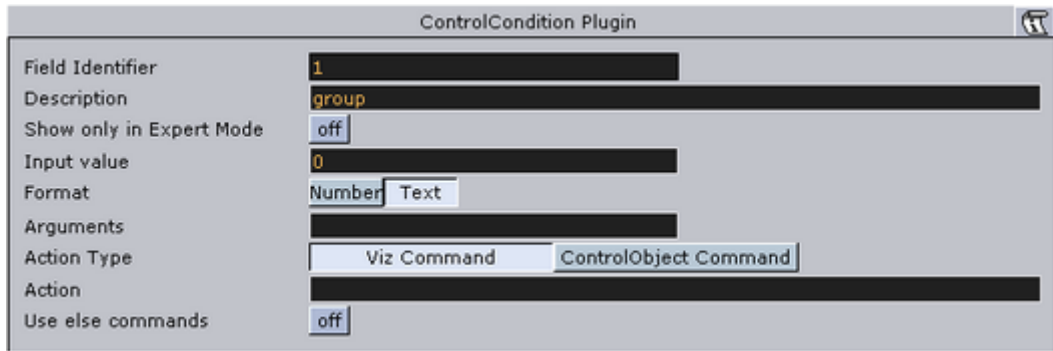 ControlCondition Plugin
Field Identifier 1
Description group
Show only in Expert Mode off
Input value 0
Format Number Text
Arguments
Action Type Viz Command ControlObject Command
Action
Use else commands off